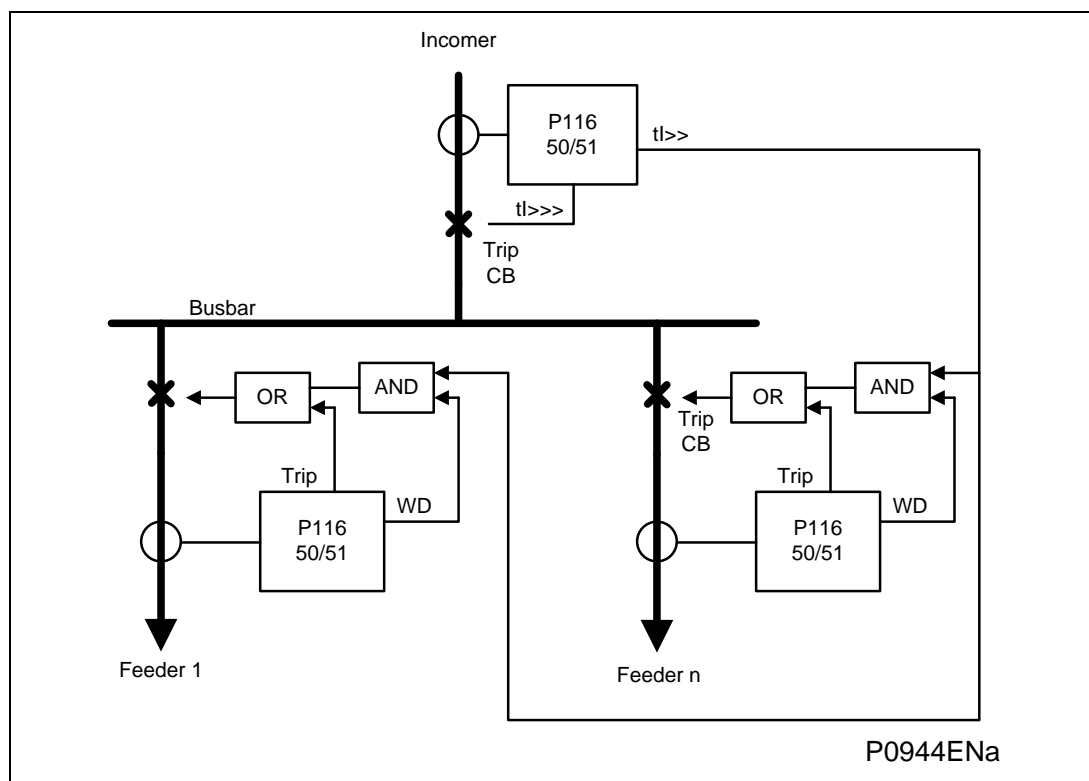 Incomer
P116
50/51
tI>>
tI>>>
Trip
CB
Busbar
OR
AND
Trip
WD
P116
50/51
Feeder 1
OR
AND
Trip
CB
Trip
WD
P116
50/51
Feeder n
P0944ENa